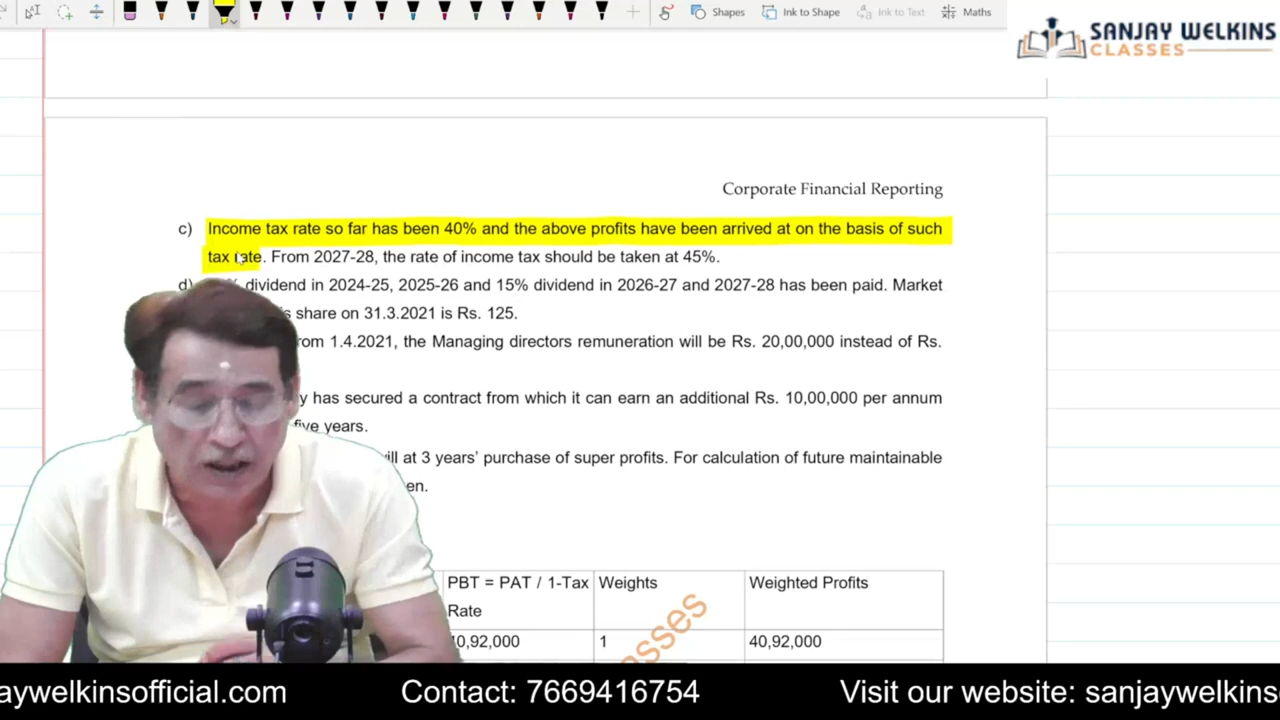 Shapes Ink to Shape Ink to Text Maths
SANJAY WELKINS
CLASSES
Corporate Financial Reporting
c) Income tax rate so far has been 40% and the above profits have been arrived at on the basis of such
tax rate. From 2027-28, the rate of income tax should be taken at 45%.
d) % dividend in 2024-25, 2025-26 and 15% dividend in 2026-27 and 2027-28 has been paid. Market
share on 31.3.2021 is Rs. 125.
from 1.4.2021, the Managing directors remuneration will be Rs. 20,00,000 instead of Rs.
has secured a contract from which it can earn an additional Rs. 10,00,000 per annum
five years.
at 3 years' purchase of super profits. For calculation of future maintainable
PBT = PAT / 1-Tax Weights Weighted Profits
Rate
40,92,000 1 40,92,000
classes
aywelkinsofficial.com Contact: 7669416754 Visit our website: sanjaywelkins